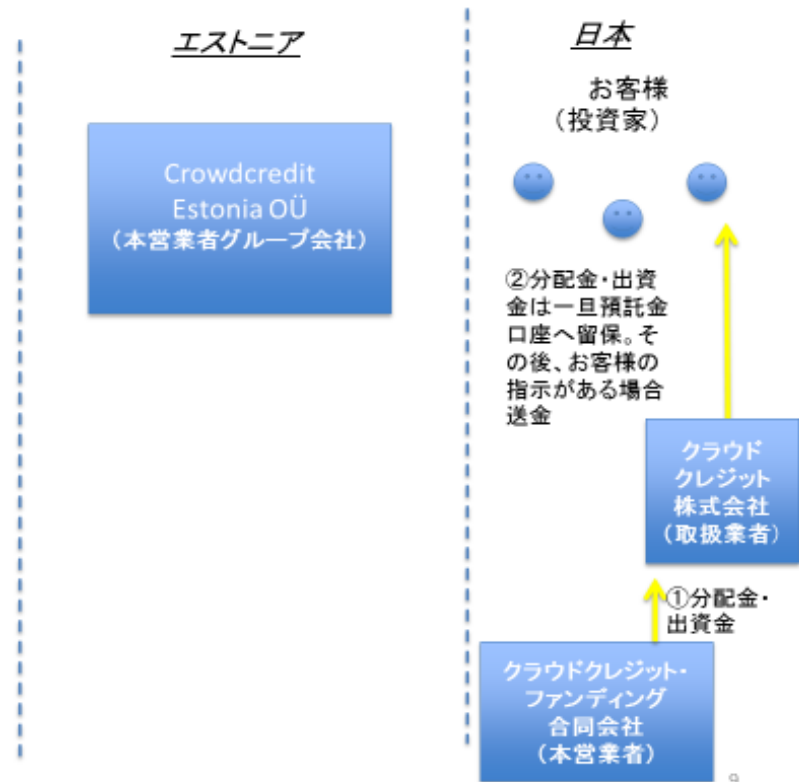 エストニア
Crowdcredit
Estonia OÜ
（本営業者グループ会社）
日本
お客様
（投資家）
②分配金・出資
金は一旦預託金
口座へ留保。そ
の後、お客様の
指示がある場合
送金
クラウド
クレジット
株式会社
（取扱業者）
①分配金・
出資金
クラウドクレジット・
ファンディング
合同会社
（本営業者）
9